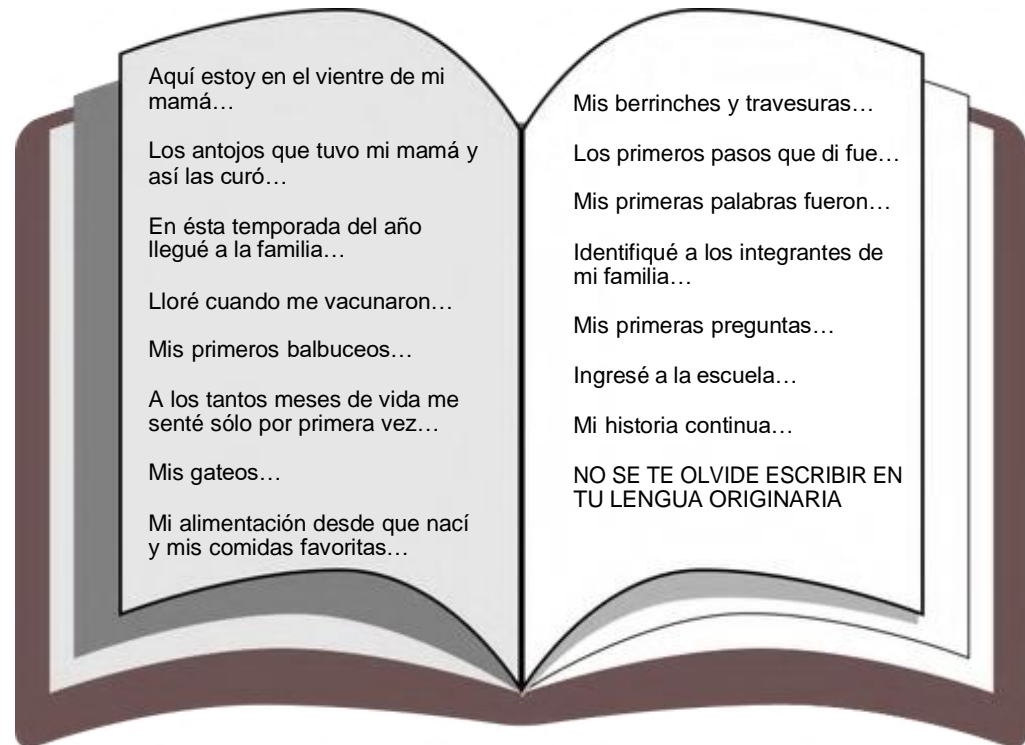 Aquí estoy en el vientre de mi
mamá…
Los antojos que tuvo mi mamá y
así las curó…
En ésta temporada del año
llegué a la familia…
Lloré cuando me vacunaron…
Mis primeros balbuceos…
A los tantos meses de vida me
senté sólo por primera vez…
Mis gateos…
Mi alimentación desde que nací
y mis comidas favoritas…
Mis berrinches y travesuras…
Los primeros pasos que di fue…
Mis primeras palabras fueron…
Identifiqué a los integrantes de
mi familia…
Mis primeras preguntas…
Ingresé a la escuela…
Mi historia continua…
NO SE TE OLVIDE ESCRIBIR EN
TU LENGUA ORIGINARIA